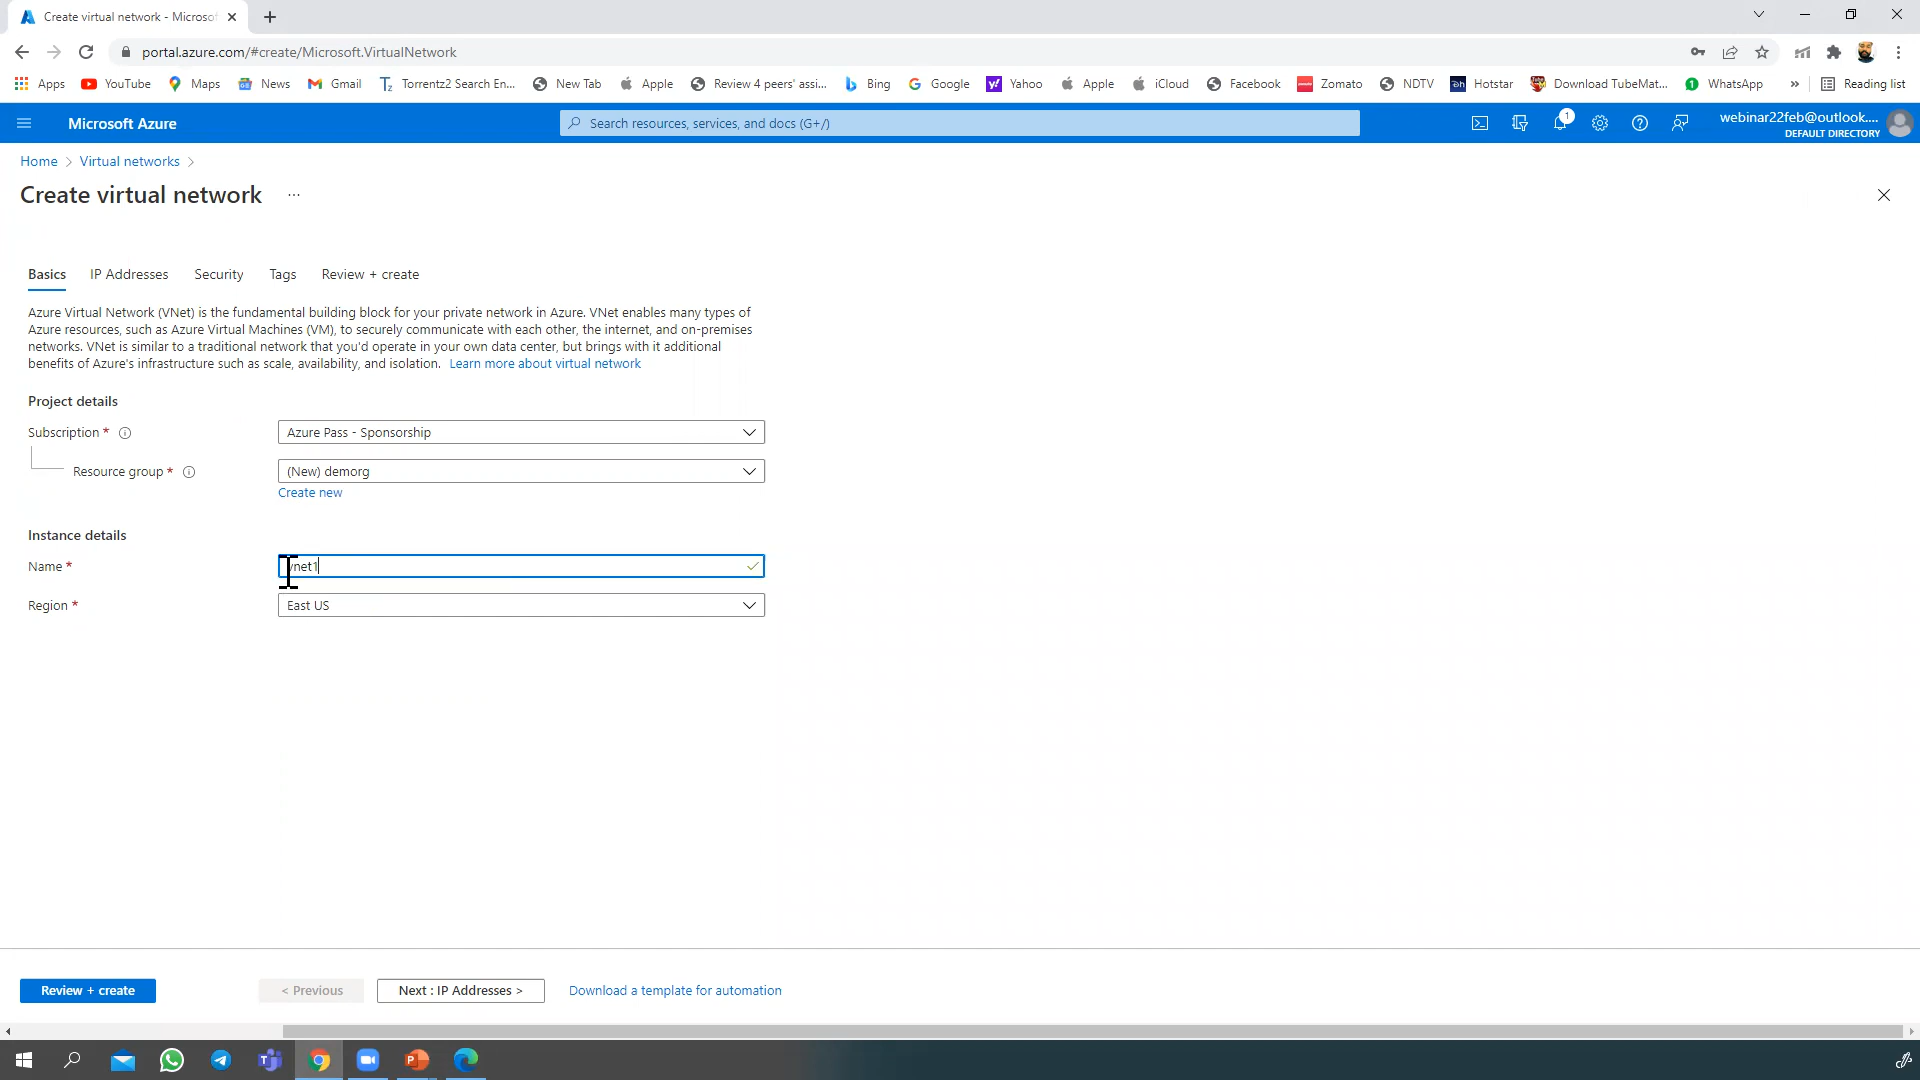 Create virtual network - Microsof
portal.azure.com/#create/Microsoft.VirtualNetwork
Apps YouTube Maps News Gmail Torrentz2 Search En... New Tab Apple Review 4 peers' assi... Bing Google Yahoo Apple iCloud Facebook Zomato NDTV Hotstar Download TubeMat... WhatsApp » Reading list
Microsoft Azure
Search resources, services, and docs (G+/)
1
webinar22feb@outlook....
DEFAULT DIRECTORY
Home > Virtual networks >
Create virtual network ...
Basics IP Addresses Security Tags Review + create
Azure Virtual Network (VNet) is the fundamental building block for your private network in Azure. VNet enables many types of
Azure resources, such as Azure Virtual Machines (VM), to securely communicate with each other, the internet, and on-premises
networks. VNet is similar to a traditional network that you'd operate in your own data center, but brings with it additional
benefits of Azure's infrastructure such as scale, availability, and isolation. Learn more about virtual network
Project details
Subscription * Azure Pass - Sponsorship
Resource group * (New) demorg
Create new
Instance details
Name * vnet1
Region * East US
Review + create < Previous Next : IP Addresses > Download a template for automation